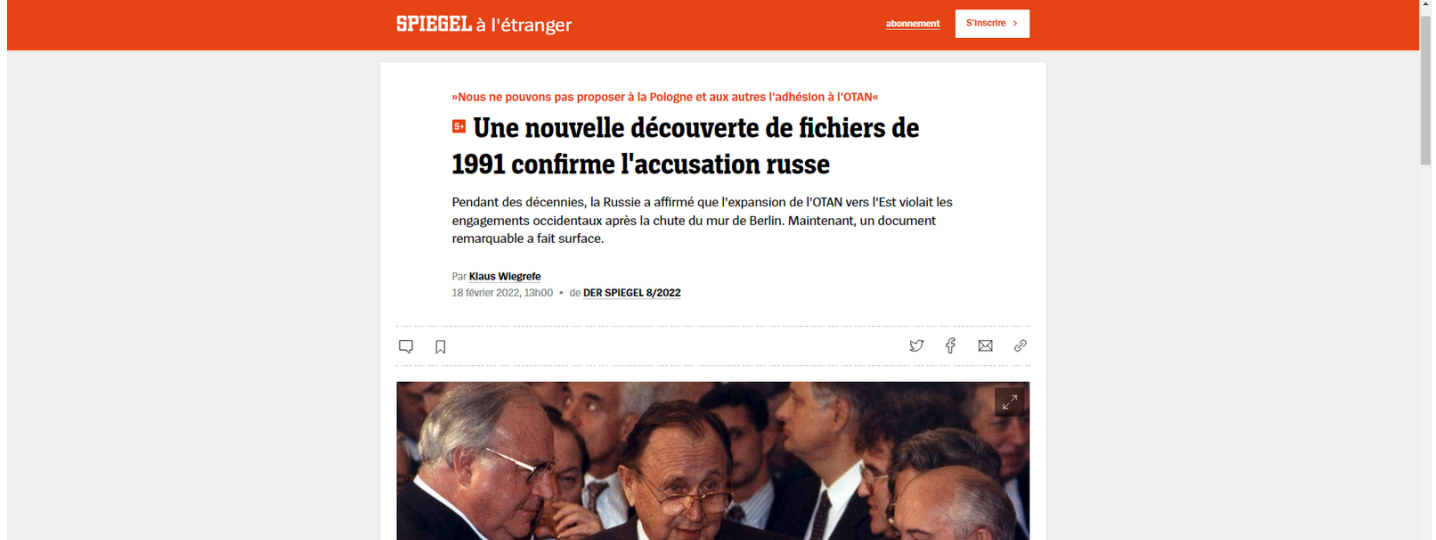 SPIEGEL à l'étranger
abonnement
S'inscrire >
»Nous ne pouvons pas proposer à la Pologne et aux autres l'adhésion à l'OTAN«
S+ Une nouvelle découverte de fichiers de
1991 confirme l'accusation russe
Pendant des décennies, la Russie a affirmé que l'expansion de l'OTAN vers l'Est violait les
engagements occidentaux après la chute du mur de Berlin. Maintenant, un document
remarquable a fait surface.
Par Klaus Wiegrefe
18 février 2022, 13h00 • de DER SPIEGEL 8/2022